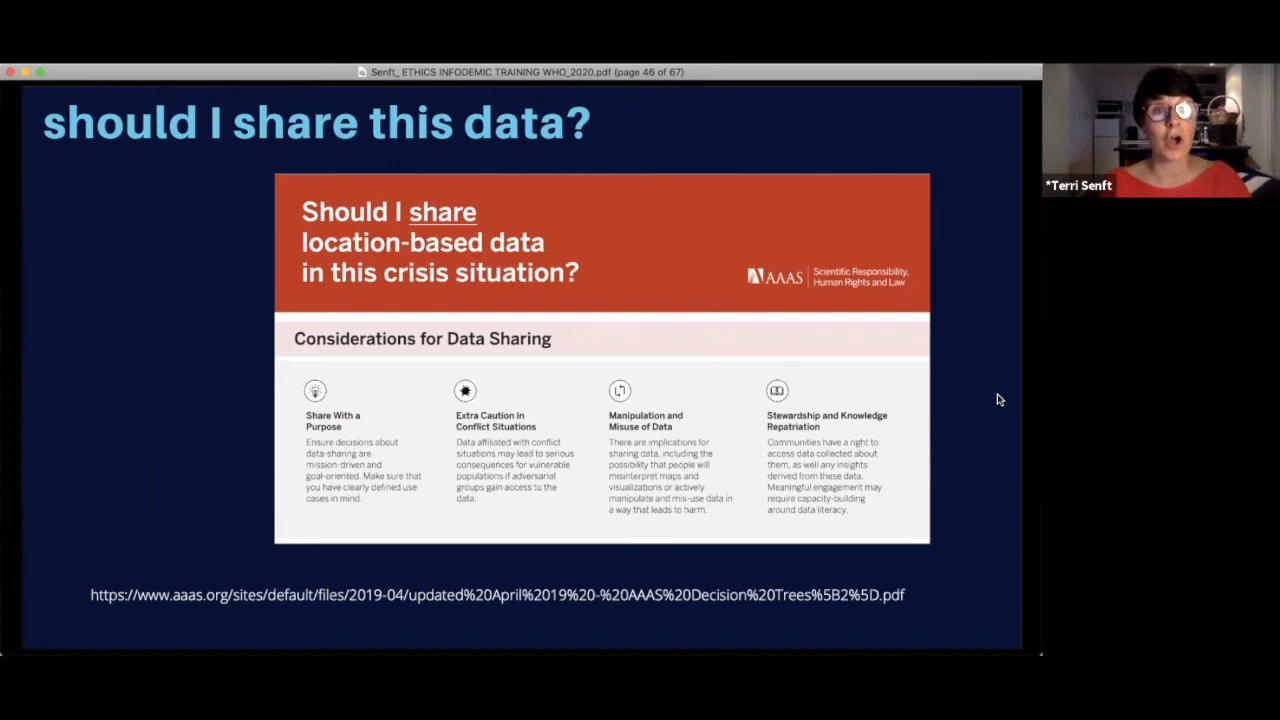 Senft_ ETHICS INFODEMIC TRAINING WHO_2020.pdf (page 46 of 67)
should I share this data?
Should I share
location-based data
in this crisis situation?
AAAS
Scientific Responsibility,
Human Rights and Law
Considerations for Data Sharing
Share With a
Purpose
Ensure decisions about
data-sharing are
mission-driven and
goal-oriented. Make sure that
you have clearly defined use
cases in mind.
Extra Caution in
Conflict Situations
Data affiliated with conflict
situations may lead to serious
consequences for vulnerable
populations if adversarial
groups gain access to the
data.
Manipulation and
Misuse of Data
There are implications for
sharing data, including the
possibility that people will
misinterpret maps and
visualizations or actively
manipulate and mis-use data in
a way that leads to harm.
Stewardship and Knowledge
Repatriation
Communities have a right to
access data collected about
them, as well any insights
derived from these data.
Meaningful engagement may
require capacity-building
around data literacy.
https://www.aaas.org/sites/default/files/2019-04/updated%20April%2019%20-%20AAAS%20Decision%20Trees%5B2%5D.pdf
*Terri Senft